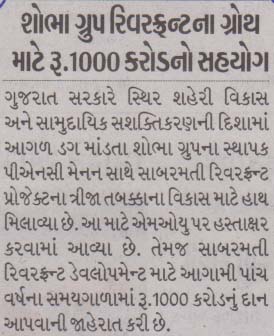 શોભા ગ્રુપ રિવરફ્રન્ટના ગ્રોથ
માટે રૂ.1000 કરોડનો સહયોગ
ગુજરાત સરકારે સ્થિર શહેરી વિકાસ
અને સામુદાયિક સશક્તિકરણની દિશામાં
આગળ ડગ માંડતા શોભા ગ્રુપના સ્થાપક
પીએનસી મેનન સાથે સાબરમતી રિવરફ્રન્ટ
પ્રોજેક્ટના ત્રીજા તબક્કાના વિકાસ માટે હાથ
મિલાવ્યા છે. આ માટે એમઓયુ પર હસ્તાક્ષર
કરવામાં આવ્યા છે. તેમજ સાબરમતી
રિવરફ્રન્ટ ડેવલોપમેન્ટ માટે આગામી પાંચ
વર્ષના સમયગાળામાં રૂ.1000 કરોડનું દાન
આપવાની જાહેરાત કરી છે.